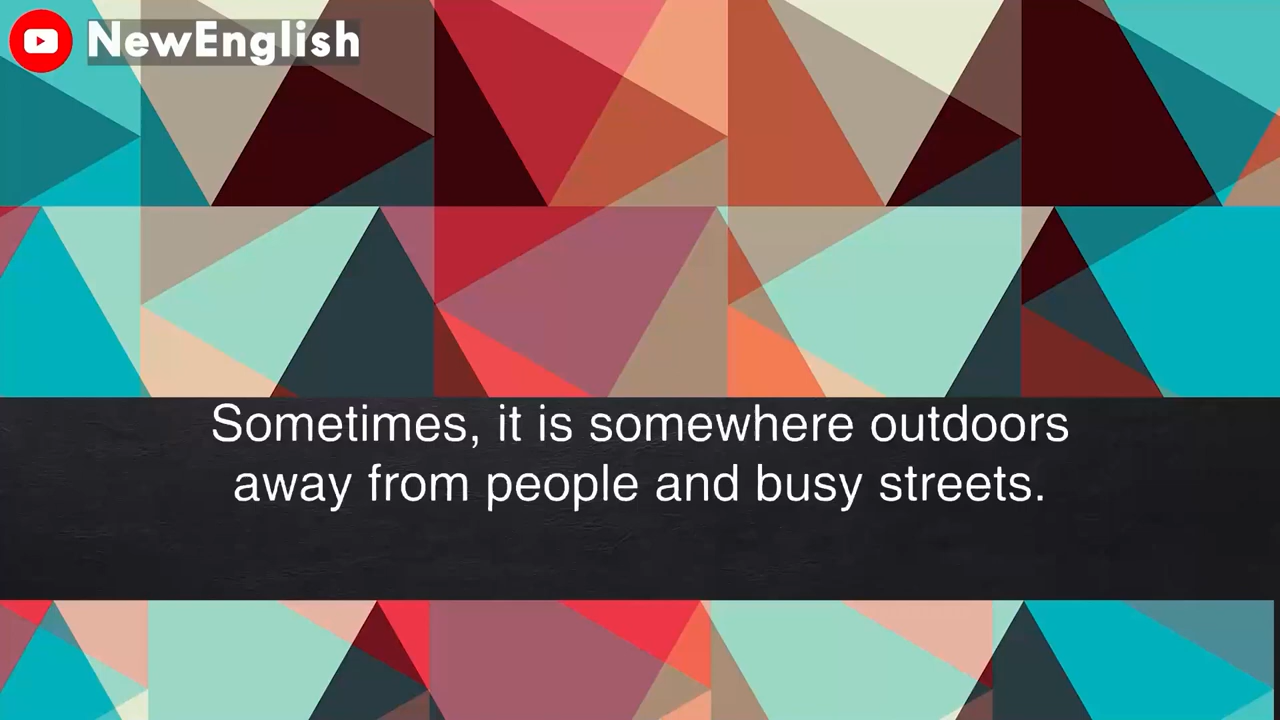 NewEnglish
Sometimes, it is somewhere outdoors
away from people and busy streets.